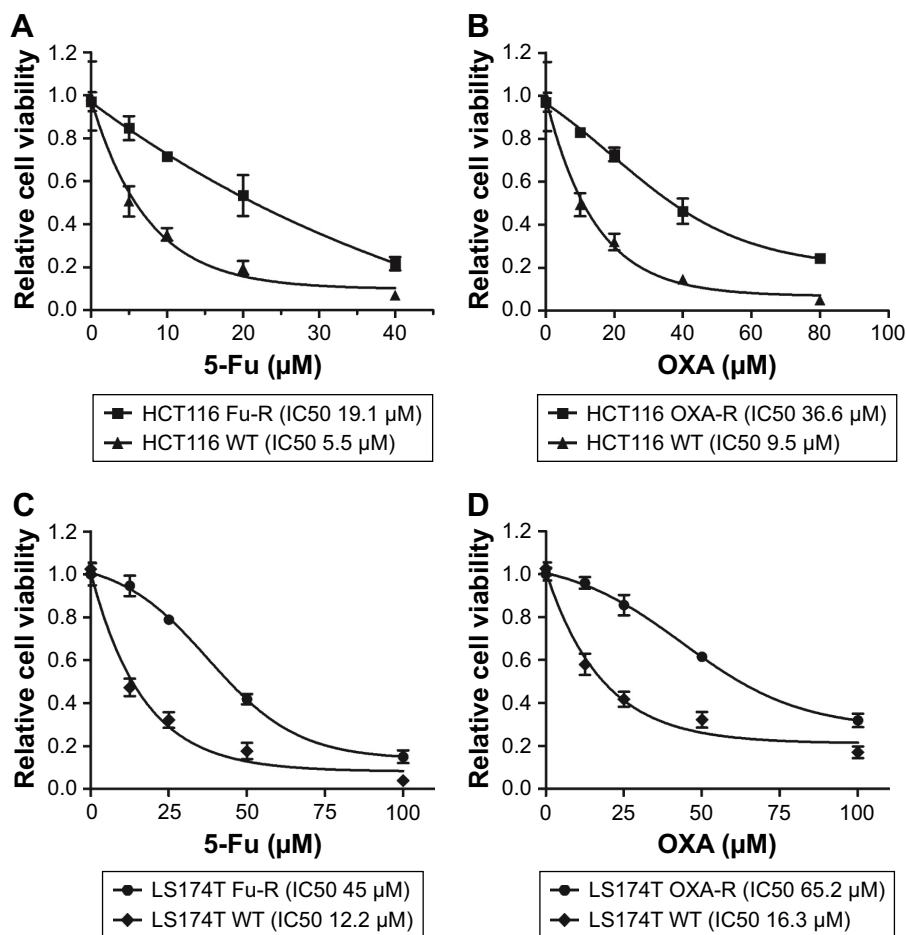 A
Relative cell viability
1.2
1.0
0.8
0.6
0.4
0.2
0.0
0 10 20 30 40
5-Fu (µM)
HCT116 Fu-R (IC50 19.1 µM)
HCT116 WT (IC50 5.5 µM)
B
Relative cell viability
1.2
1.0
0.8
0.6
0.4
0.2
0.0
0 20 40 60 80 100
OXA (µM)
HCT116 OXA-R (IC50 36.6 µM)
HCT116 WT (IC50 9.5 µM)
C
Relative cell viability
1.2
1.0
0.8
0.6
0.4
0.2
0.0
0 25 50 75 100
5-Fu (µM)
LS174T Fu-R (IC50 45 µM)
LS174T WT (IC50 12.2 µM)
D
Relative cell viability
1.2
1.0
0.8
0.6
0.4
0.2
0.0
0 25 50 75 100
OXA (µM)
LS174T OXA-R (IC50 65.2 µM)
LS174T WT (IC50 16.3 µM)